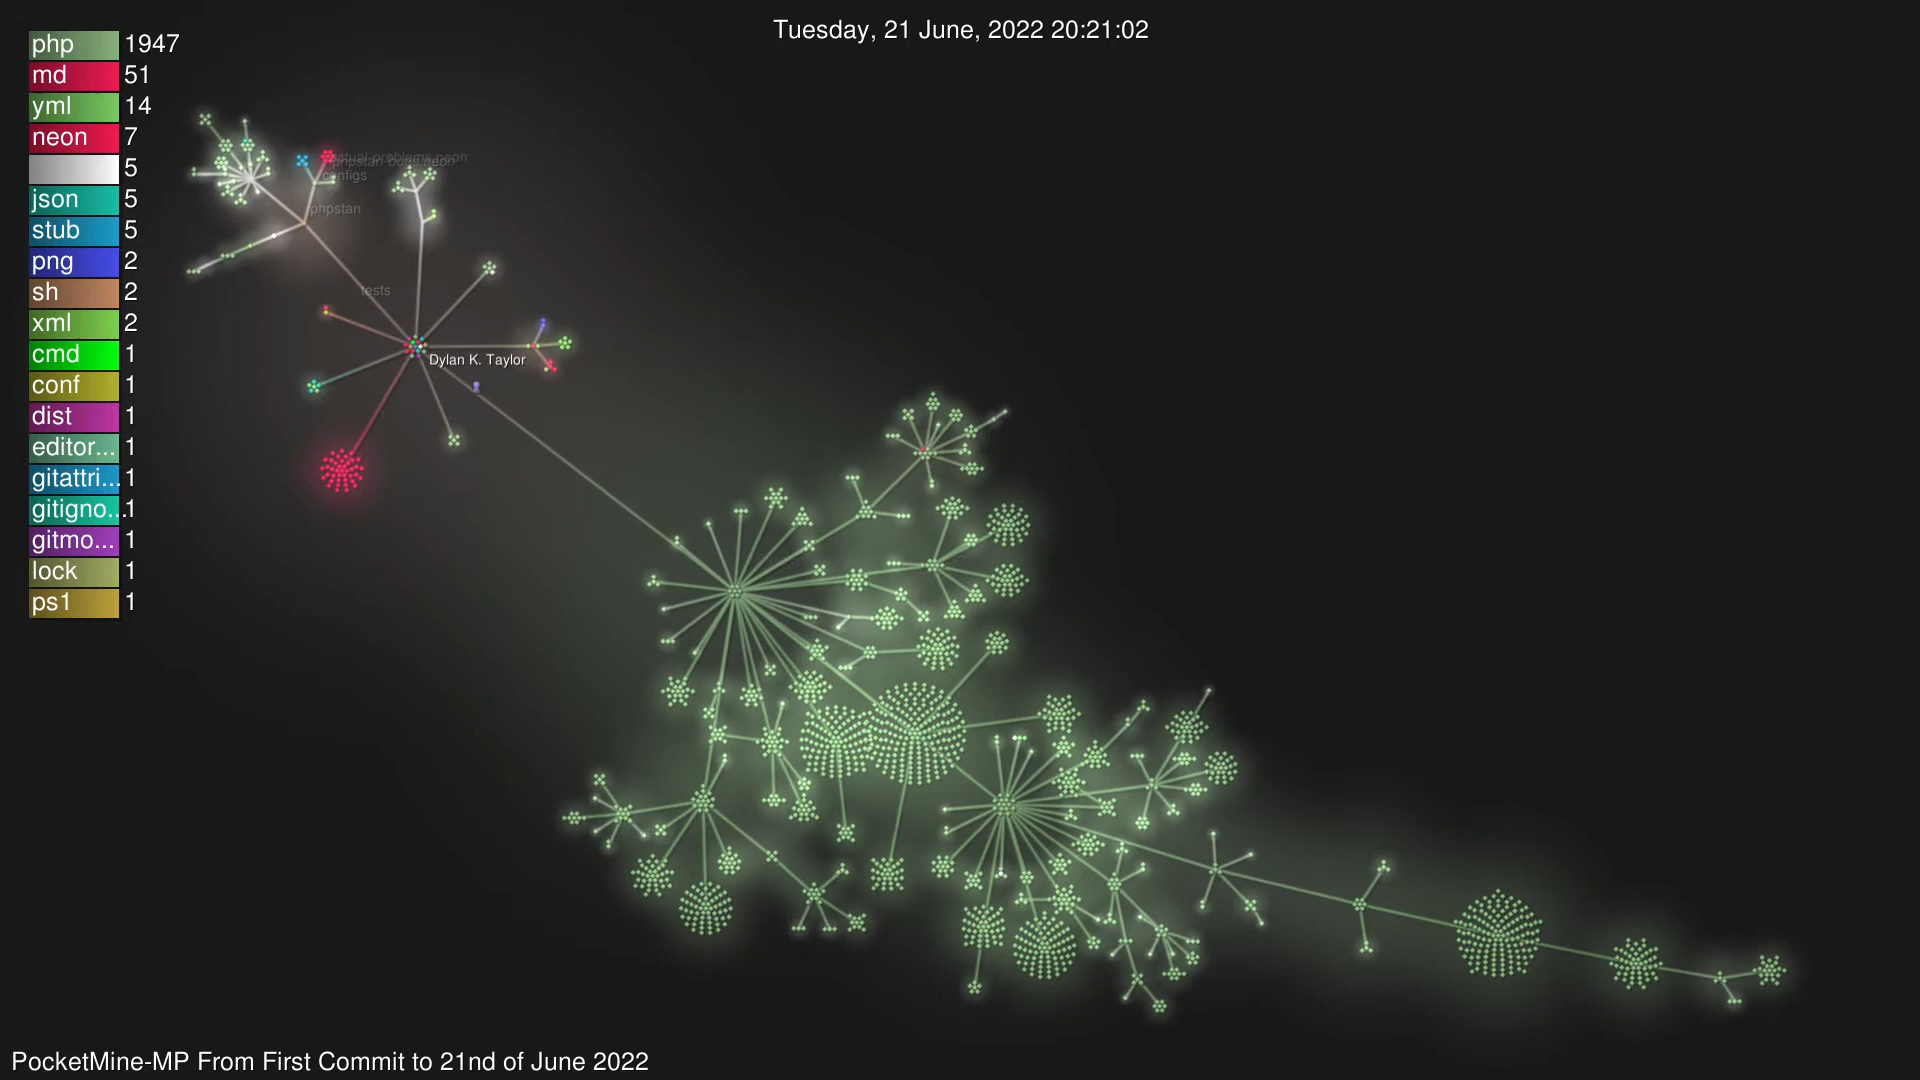 Tuesday, 21 June, 2022 20:21:02
php 1947
md 51
yml 14
neon 7
5
json 5
stub 5
png 2
sh 2
xml 2
cmd 1
conf 1
dist 1
editor... 1
gitattri... 1
gitigno... 1
gitmo... 1
lock 1
ps1 1
actual-problems.neon
configs
phpstan
tests
Dylan K. Taylor
PocketMine-MP From First Commit to 21nd of June 2022